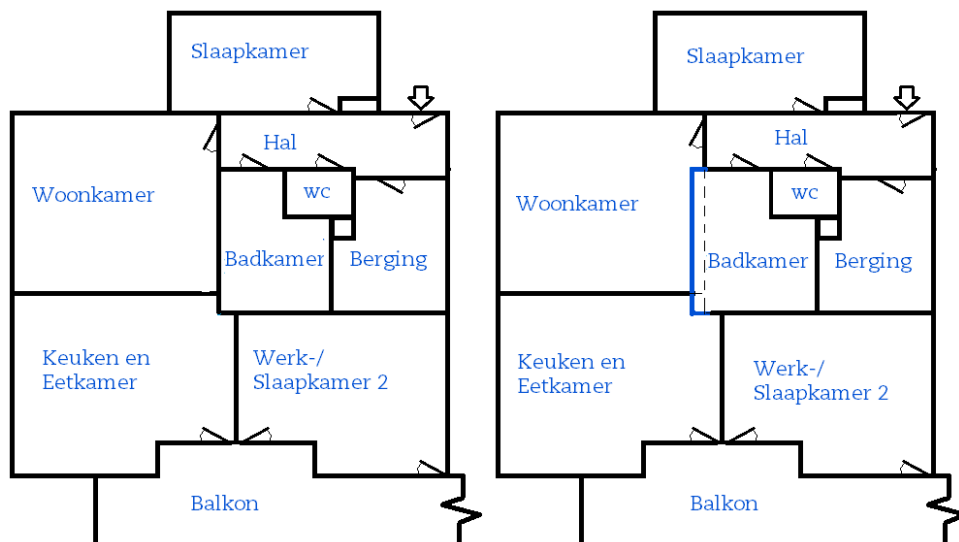 Slaapkamer
Hal
Woonkamer
wc
Badkamer
Berging
Keuken en
Eetkamer
Werk-/
Slaapkamer 2
Balkon
Slaapkamer
Hal
Woonkamer
wc
Badkamer
Berging
Keuken en
Eetkamer
Werk-/
Slaapkamer 2
Balkon